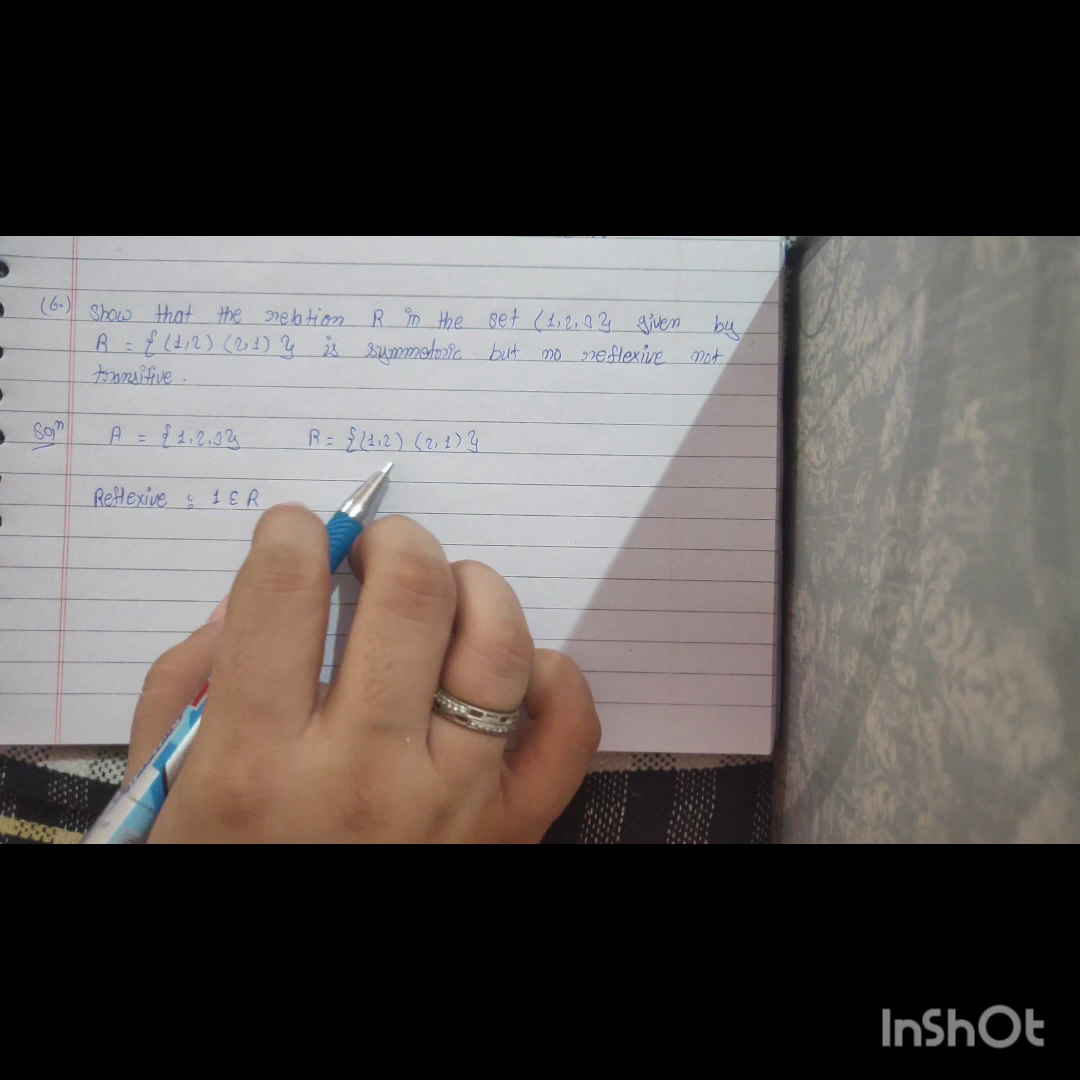 (6.) Show that the relation R in the set (1,2,3} given by
R = {(1,2) (2,1)} is symmetoric but no reflexive not
transitive.
Solⁿ A = {1,2,3} R = {(1,2) (2,1)}
Reflexive : 1 ∈ R
InShOt